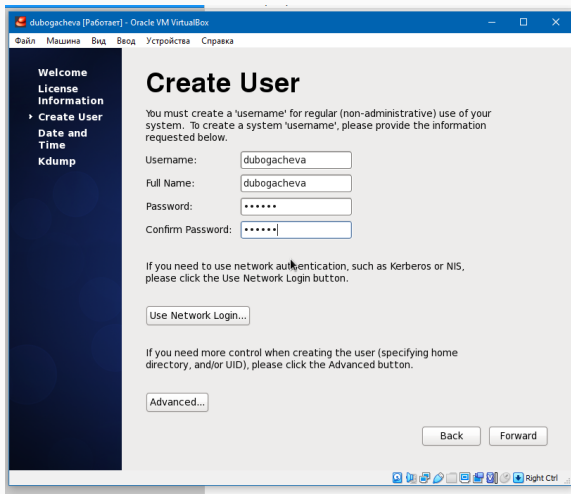 dubogacheva [Работает] - Oracle VM VirtualBox
Файл Машина Вид Ввод Устройства Справка
Welcome
License
Information
Create User
Date and
Time
Kdump
Create User
You must create a 'username' for regular (non-administrative) use of your
system. To create a system 'username', please provide the information
requested below.
Username: dubogacheva
Full Name: dubogacheva
Password: ••••••
Confirm Password: ••••••
If you need to use network authentication, such as Kerberos or NIS,
please click the Use Network Login button.
Use Network Login...
If you need more control when creating the user (specifying home
directory, and/or UID), please click the Advanced button.
Advanced...
Back Forward
Right Ctrl